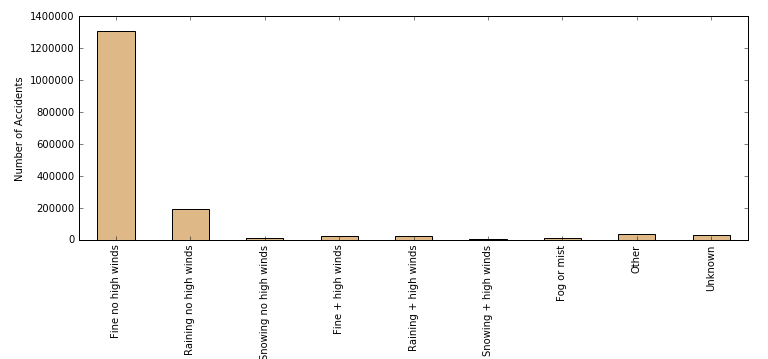 1400000
1200000
1000000
800000
600000
400000
200000
0
Number of Accidents
Fine no high winds
Raining no high winds
Snowing no high winds
Fine + high winds
Raining + high winds
Snowing + high winds
Fog or mist
Other
Unknown